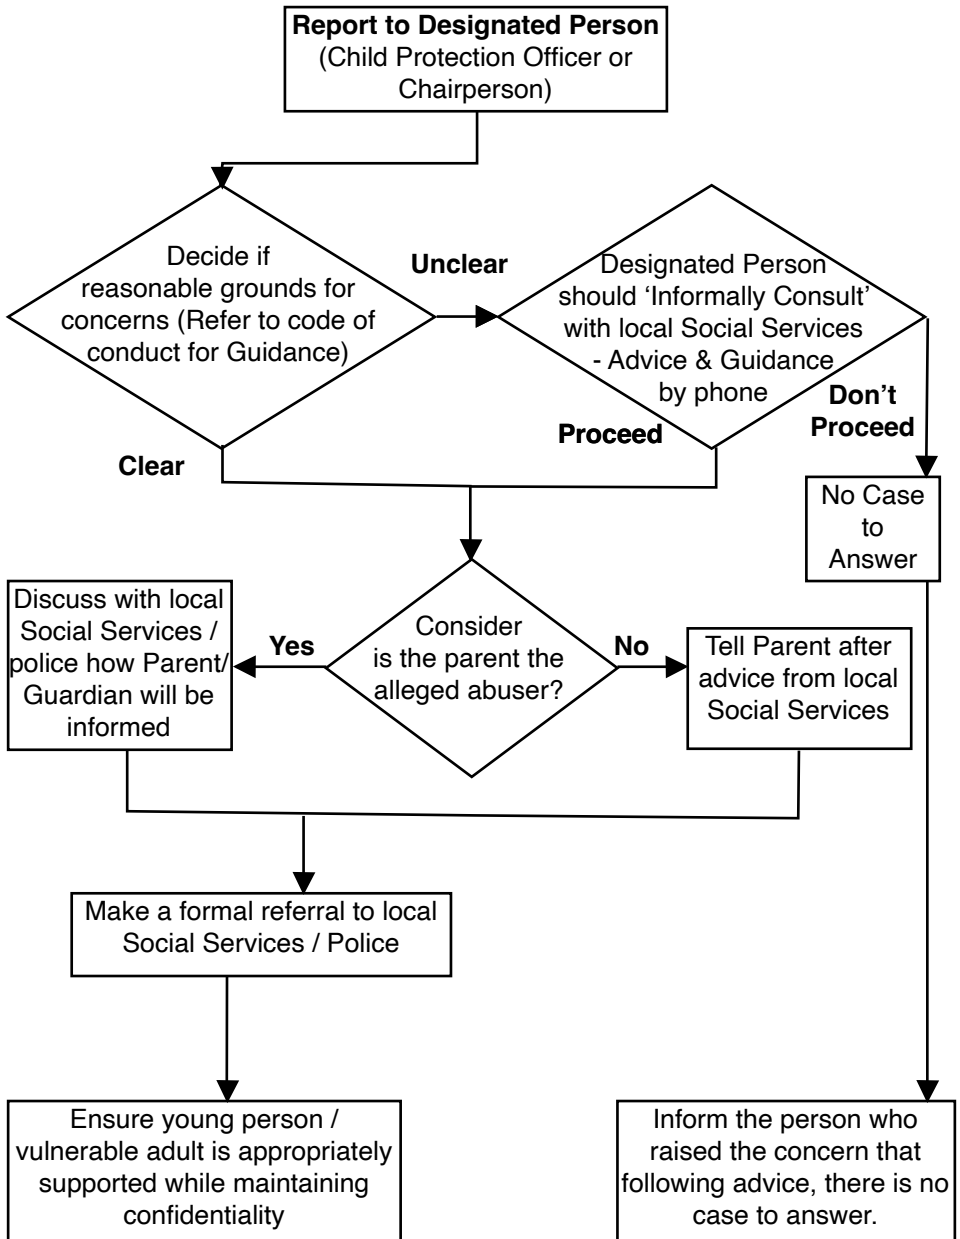 Report to Designated Person
(Child Protection Officer or
Chairperson)
Decide if
reasonable grounds for
concerns (Refer to code of
conduct for Guidance)
Unclear
Designated Person
should ‘Informally Consult’
with local Social Services
- Advice & Guidance
by phone
Clear
Proceed
Don’t
Proceed
No Case
to
Answer
Discuss with local
Social Services /
police how Parent/
Guardian will be
informed
Yes
Consider
is the parent the
alleged abuser?
No
Tell Parent after
advice from local
Social Services
Make a formal referral to local
Social Services / Police
Ensure young person /
vulnerable adult is appropriately
supported while maintaining
confidentiality
Inform the person who
raised the concern that
following advice, there is no
case to answer.